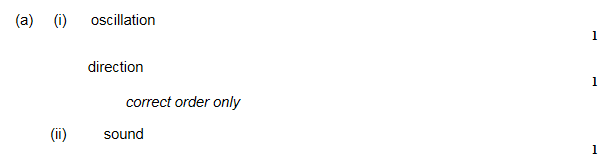 (a) (i) oscillation
1
direction
1
correct order only
(ii) sound
1